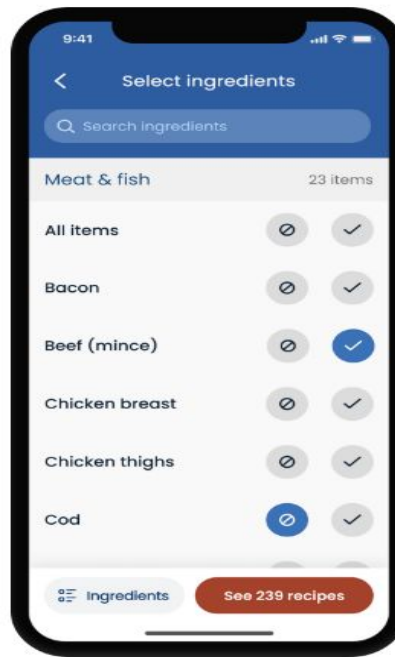 9:41
Select ingredients
Search ingredients
Meat & fish 23 items
All items
Bacon
Beef (mince)
Chicken breast
Chicken thighs
Cod
Ingredients See 239 recipes